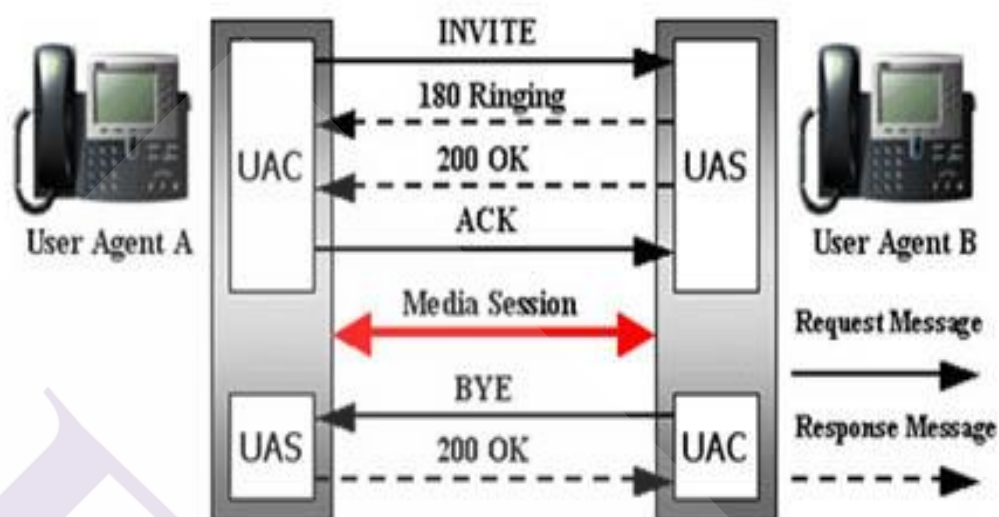 INVITE
180 Ringing
200 OK
UAC
UAS
ACK
User Agent A
User Agent B
Media Session
Request Message
BYE
Response Message
UAS
200 OK
UAC